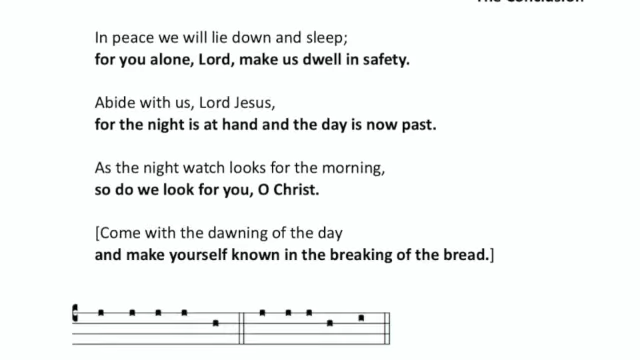 The Conclusion
In peace we will lie down and sleep;
for you alone, Lord, make us dwell in safety.
Abide with us, Lord Jesus,
for the night is at hand and the day is now past.
As the night watch looks for the morning,
so do we look for you, O Christ.
[Come with the dawning of the day
and make yourself known in the breaking of the bread.]